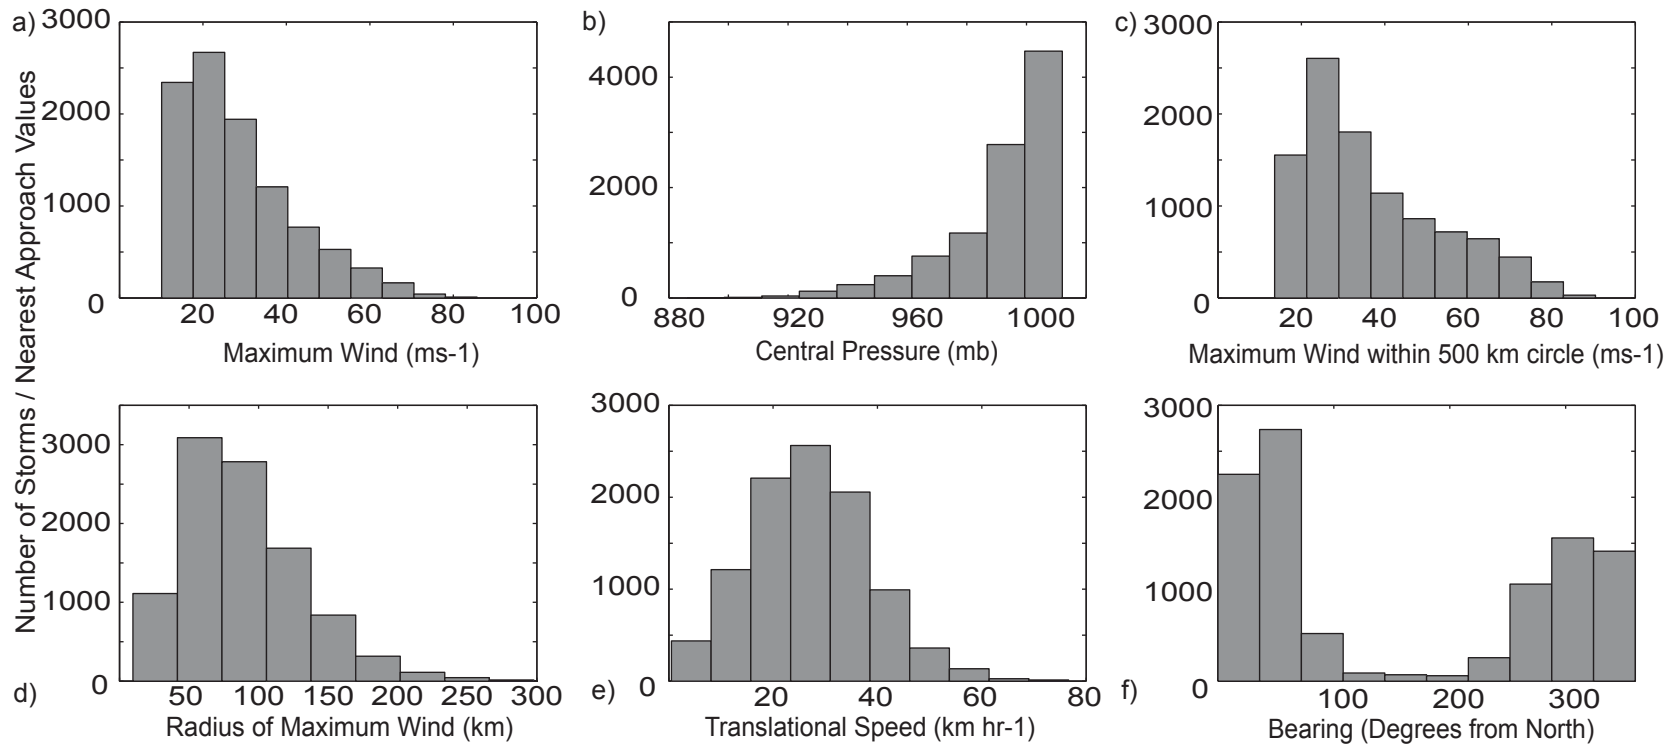 Number of Storms / Nearest Approach Values
a)
3000
2000
1000
0
20 40 60 80 100
Maximum Wind (ms-1)
b)
4000
2000
0
880 920 960 1000
Central Pressure (mb)
c)
3000
2000
1000
0
20 40 60 80 100
Maximum Wind within 500 km circle (ms-1)
d)
3000
2000
1000
0
50 100 150 200 250 300
Radius of Maximum Wind (km)
e)
3000
2000
1000
0
20 40 60 80
Translational Speed (km hr-1)
f)
3000
2000
1000
0
100 200 300
Bearing (Degrees from North)